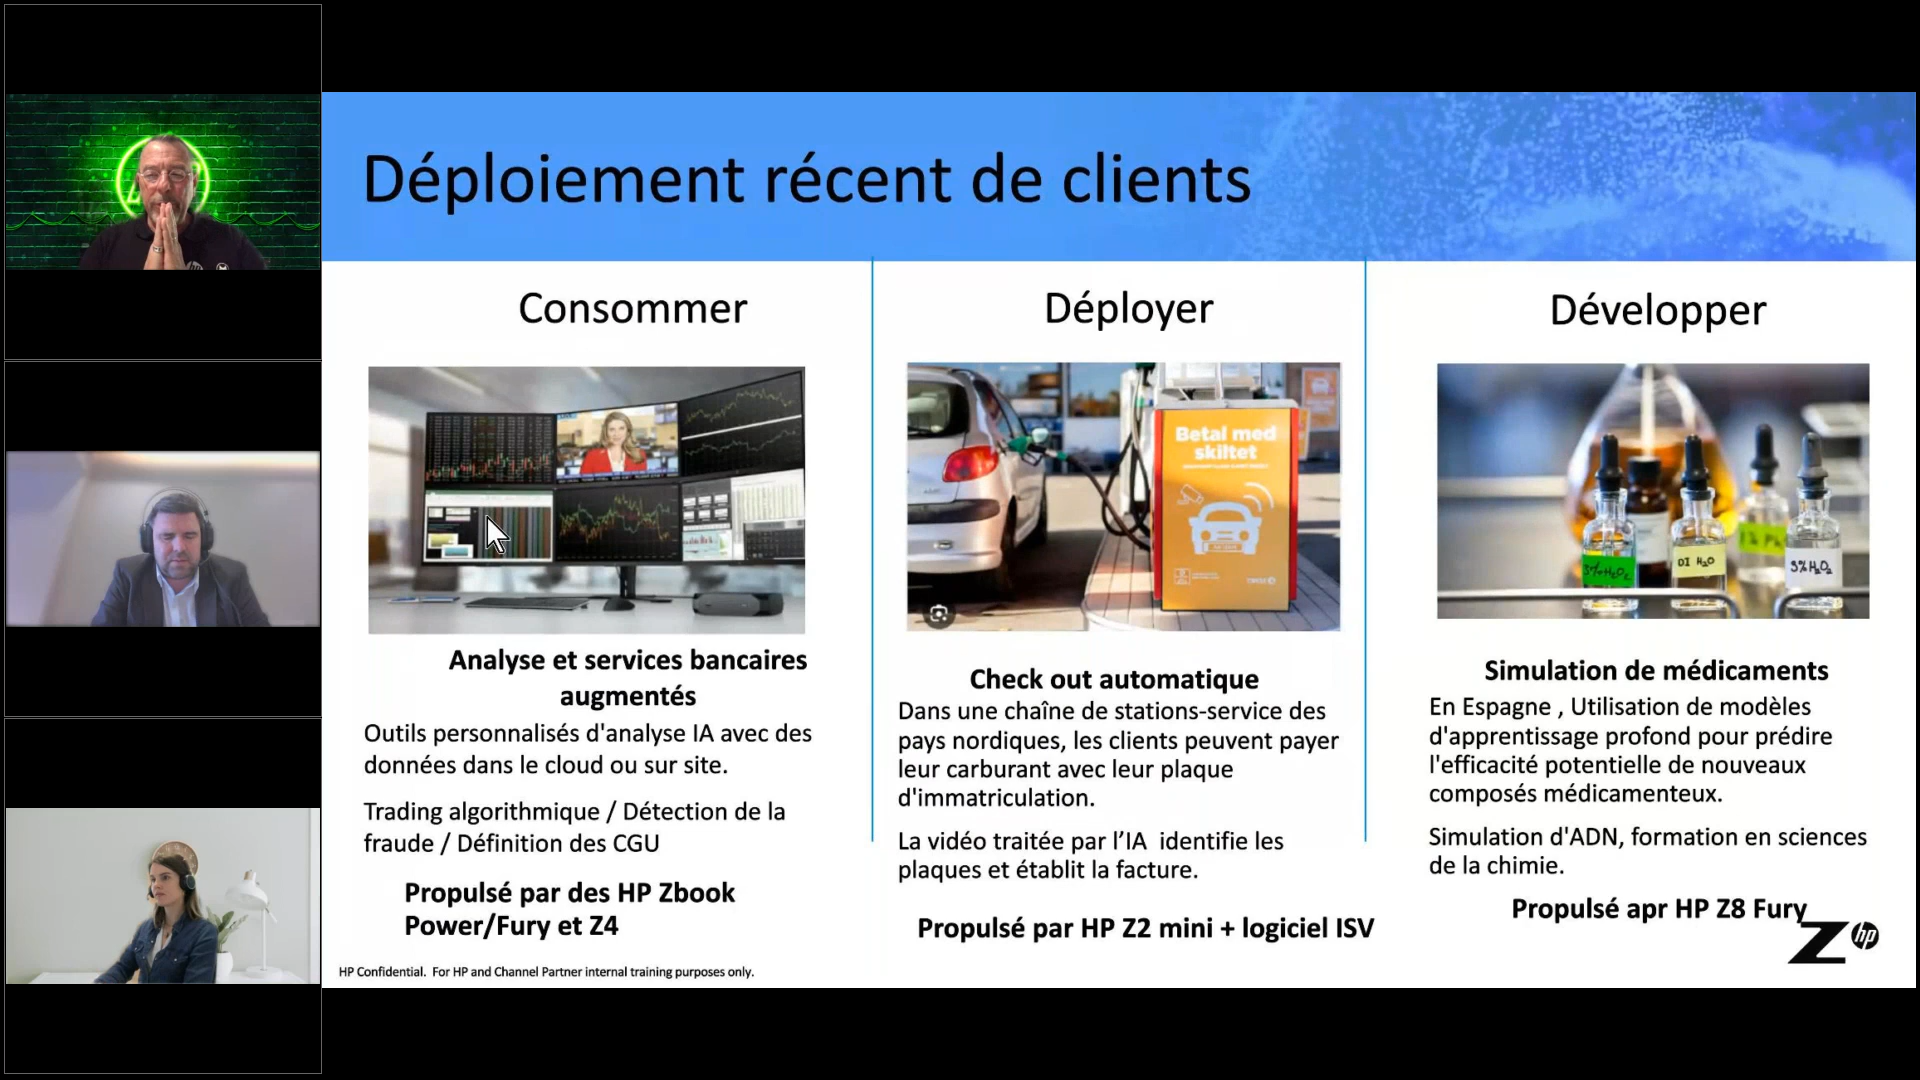 Déploiement récent de clients
Consommer
Analyse et services bancaires
augmentés
Outils personnalisés d'analyse IA avec des
données dans le cloud ou sur site.
Trading algorithmique / Détection de la
fraude / Définition des CGU
Propulsé par des HP Zbook
Power/Fury et Z4
HP Confidential. For HP and Channel Partner internal training purposes only.
Déployer
Betal med
skiltet
Check out automatique
Dans une chaîne de stations-service des
pays nordiques, les clients peuvent payer
leur carburant avec leur plaque
d'immatriculation.
La vidéo traitée par l’IA identifie les
plaques et établit la facture.
Propulsé par HP Z2 mini + logiciel ISV
Développer
3% H₂O₂
DI H₂O
3% H₂O₂
Simulation de médicaments
En Espagne , Utilisation de modèles
d'apprentissage profond pour prédire
l'efficacité potentielle de nouveaux
composés médicamenteux.
Simulation d'ADN, formation en sciences
de la chimie.
Propulsé apr HP Z8 Fury
Z hp